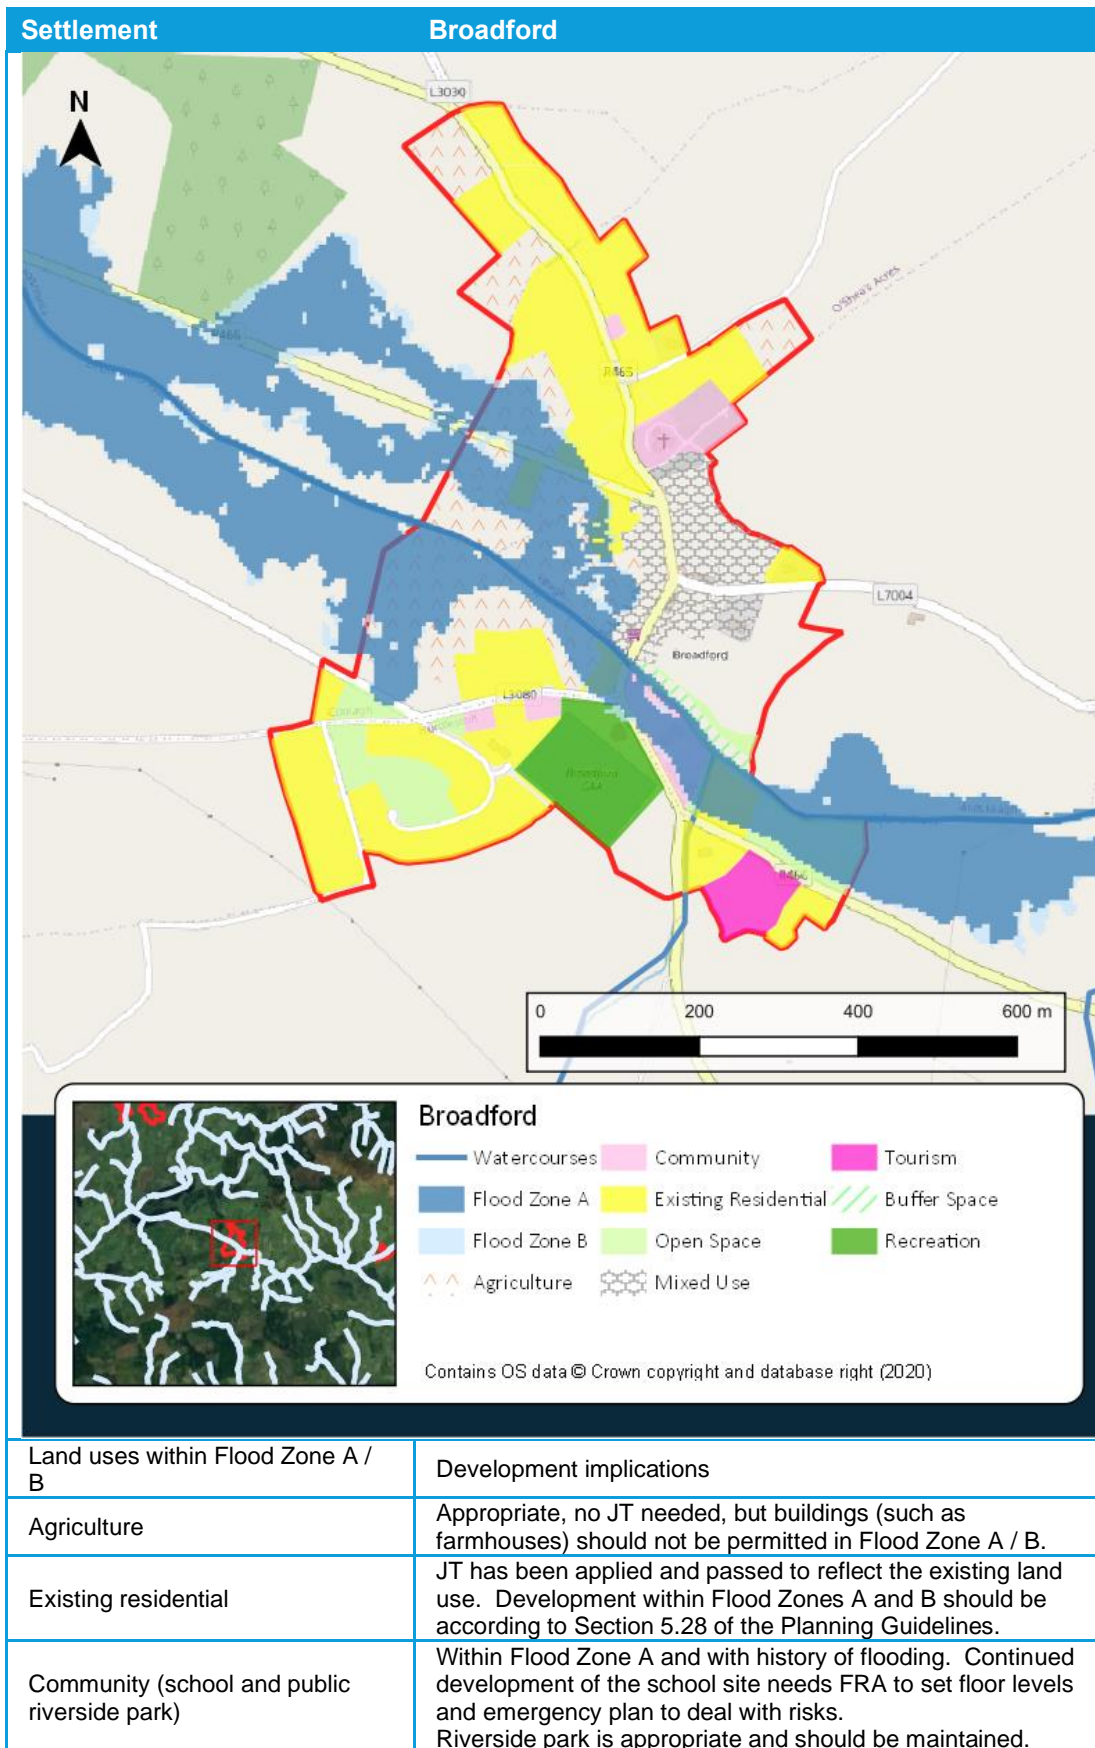 Settlement Broadford
N
L3030
O'Shea's Acres
R466
R465
L7004
Broadford
L3080
Broadford
GAA
R466
0 200 400 600 m
Broadford
Watercourses Community Tourism
Flood Zone A Existing Residential Buffer Space
Flood Zone B Open Space Recreation
Agriculture Mixed Use
Contains OS data © Crown copyright and database right (2020)
Land uses within Flood Zone A /
B
Development implications
Agriculture
Appropriate, no JT needed, but buildings (such as
farmhouses) should not be permitted in Flood Zone A / B.
Existing residential
JT has been applied and passed to reflect the existing land
use. Development within Flood Zones A and B should be
according to Section 5.28 of the Planning Guidelines.
Community (school and public
riverside park)
Within Flood Zone A and with history of flooding. Continued
development of the school site needs FRA to set floor levels
and emergency plan to deal with risks.
Riverside park is appropriate and should be maintained.